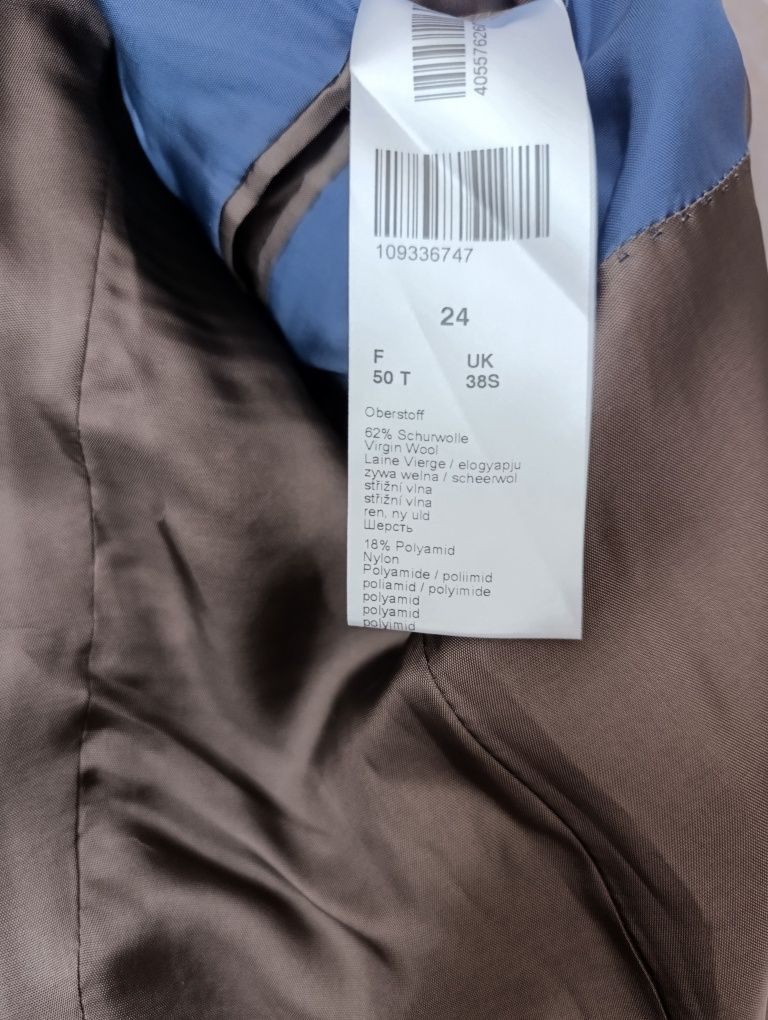 4055762
109336747
24
F UK
50 T 38S
Oberstoff
62% Schurwolle
Virgin Wool
Laine Vierge / elogyapju
zywa welna / scheerwol
střižní vlna
střižní vlna
ren, ny uld
Шерсть
18% Polyamid
Nylon
Polyamide / poliimid
poliamid / polyimide
polyamid
polyamid
polyimid